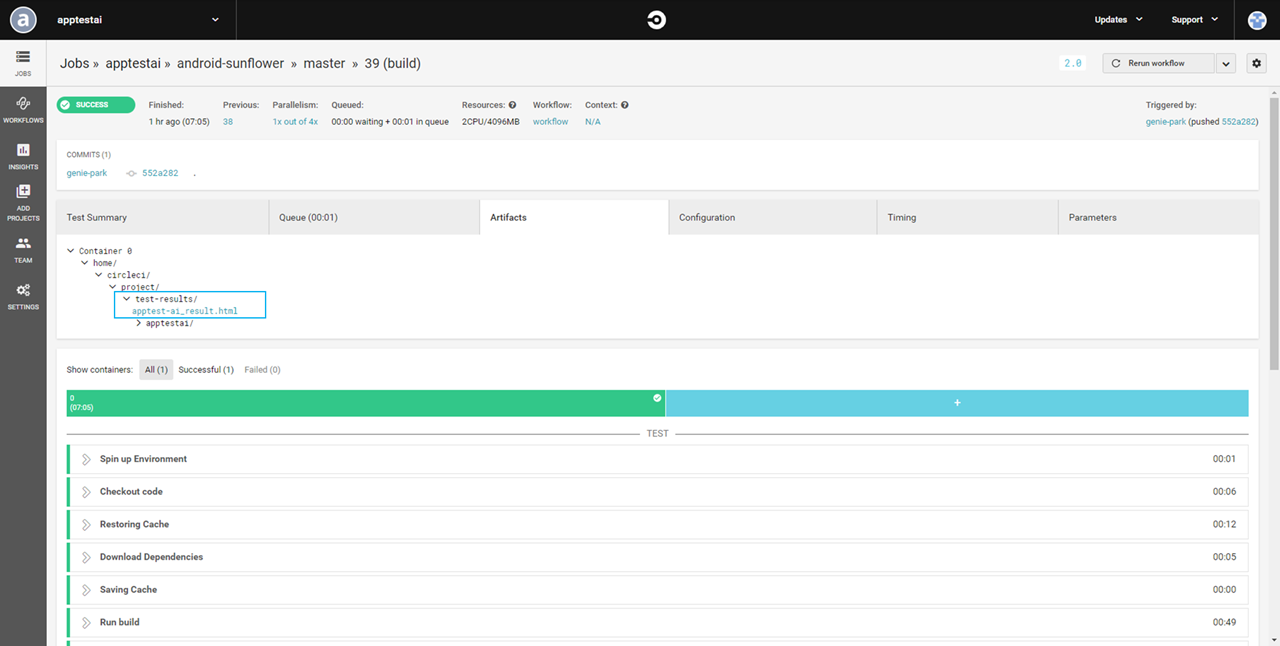 a apptestai Updates Support
Jobs » apptestai » android-sunflower » master » 39 (build) 2.0 Rerun workflow
JOBS
WORKFLOWS
INSIGHTS
ADD PROJECTS
TEAM
SETTINGS
SUCCESS
Finished: Previous: Parallelism: Queued: Resources: Workflow: Context: Triggered by:
1 hr ago (07:05) 38 1x out of 4x 00:00 waiting + 00:01 in queue 2CPU/4096MB workflow N/A genie-park (pushed 552a282)
COMMITS (1)
genie-park 552a282 .
Test Summary Queue (00:01) Artifacts Configuration Timing Parameters
Container 0
home/
circleci/
project/
test-results/
apptest-ai_result.html
apptestai/
Show containers: All (1) Successful (1) Failed (0)
0
(07:05) +
TEST
Spin up Environment 00:01
Checkout code 00:06
Restoring Cache 00:12
Download Dependencies 00:05
Saving Cache 00:00
Run build 00:49